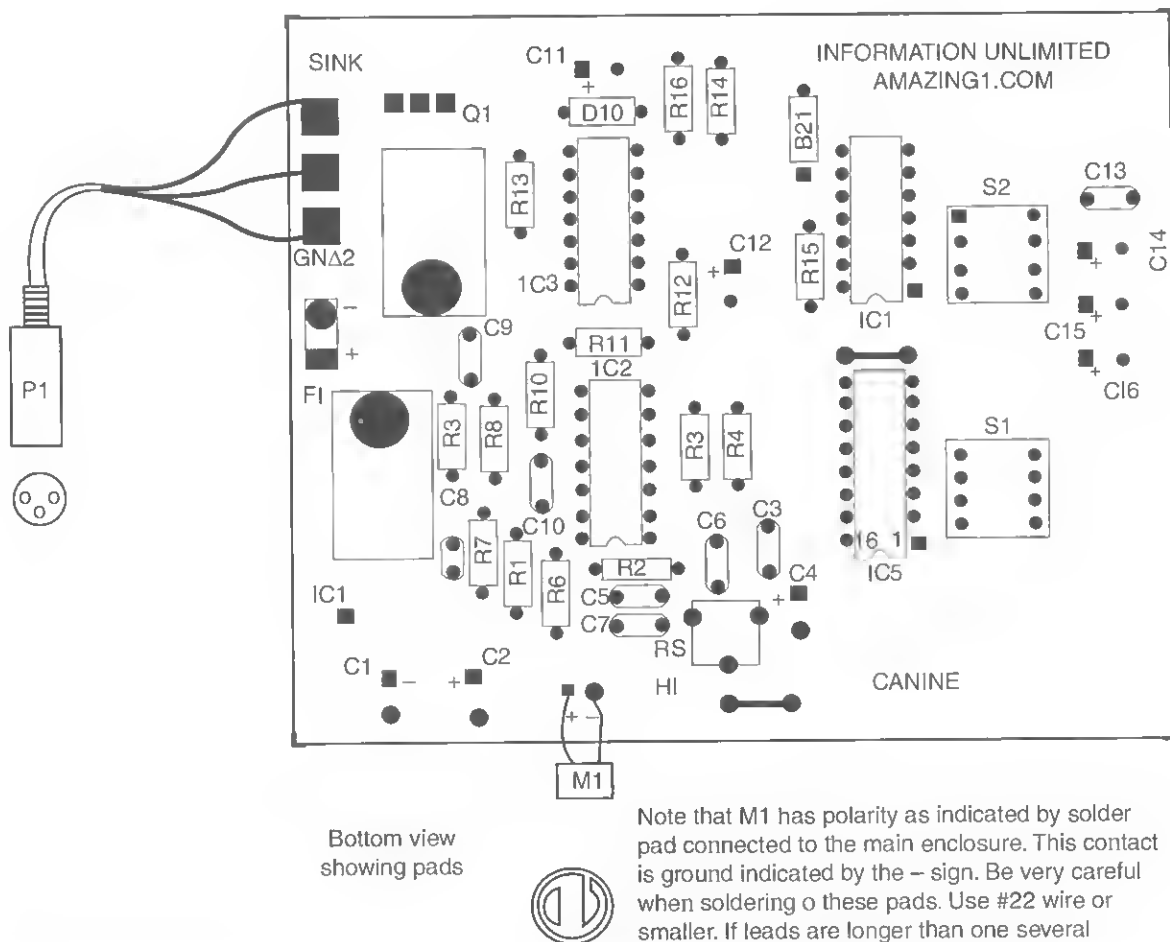 SINK
C11
+
INFORMATION UNLIMITED
AMAZING1.COM
Q1
D10
R16
R14
B21
R13
S2
C13
C14
GNΔ2
1C3
R12
+
C12
R15
+
IC1
C15
+
−
+
FI
C9
R11
1C2
R10
+
CI6
P1
R3
R8
R3
R4
S1
C8
C10
R7
R1
R6
C6
C3
16 1
IC5
R2
C5
C7
+
C4
IC1
RS
C1
−
+
C2
HI
CANINE
+ −
M1
Bottom view
showing pads
Note that M1 has polarity as indicated by solder
pad connected to the main enclosure. This contact
is ground indicated by the – sign. Be very careful
when soldering o these pads. Use #22 wire or
smaller. If leads are longer than one several